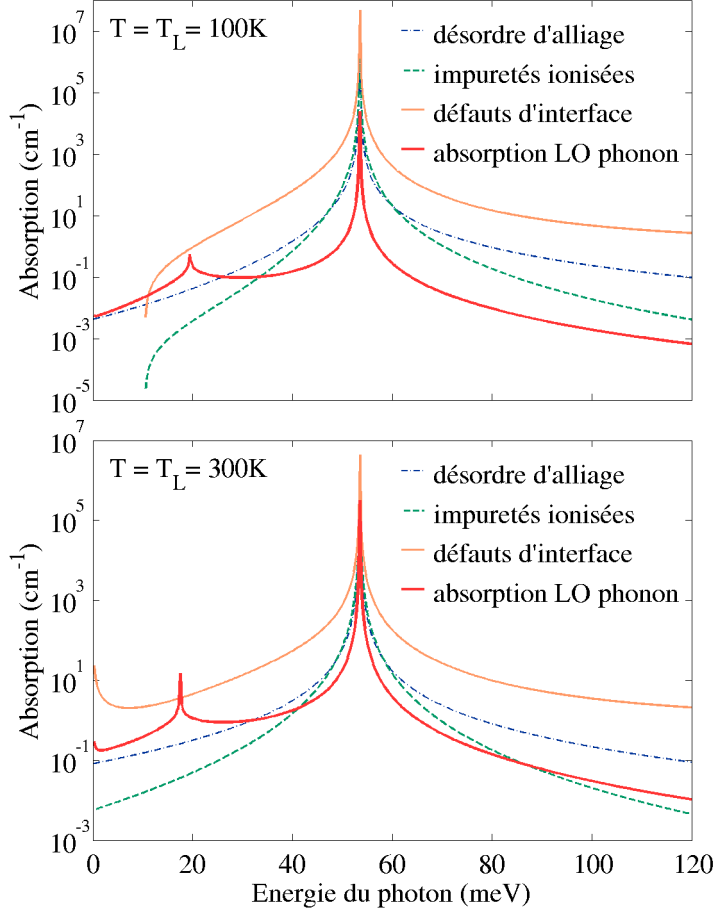 T = T_L = 100K
désordre d'alliage
impuretés ionisées
défauts d'interface
absorption LO phonon
Absorption (cm^-1)
10^7
10^5
10^3
10^1
10^-1
10^-3
10^-5
T = T_L = 300K
désordre d'alliage
impuretés ionisées
défauts d'interface
absorption LO phonon
Absorption (cm^-1)
10^7
10^5
10^3
10^1
10^-1
10^-3
0 20 40 60 80 100 120
Energie du photon (meV)